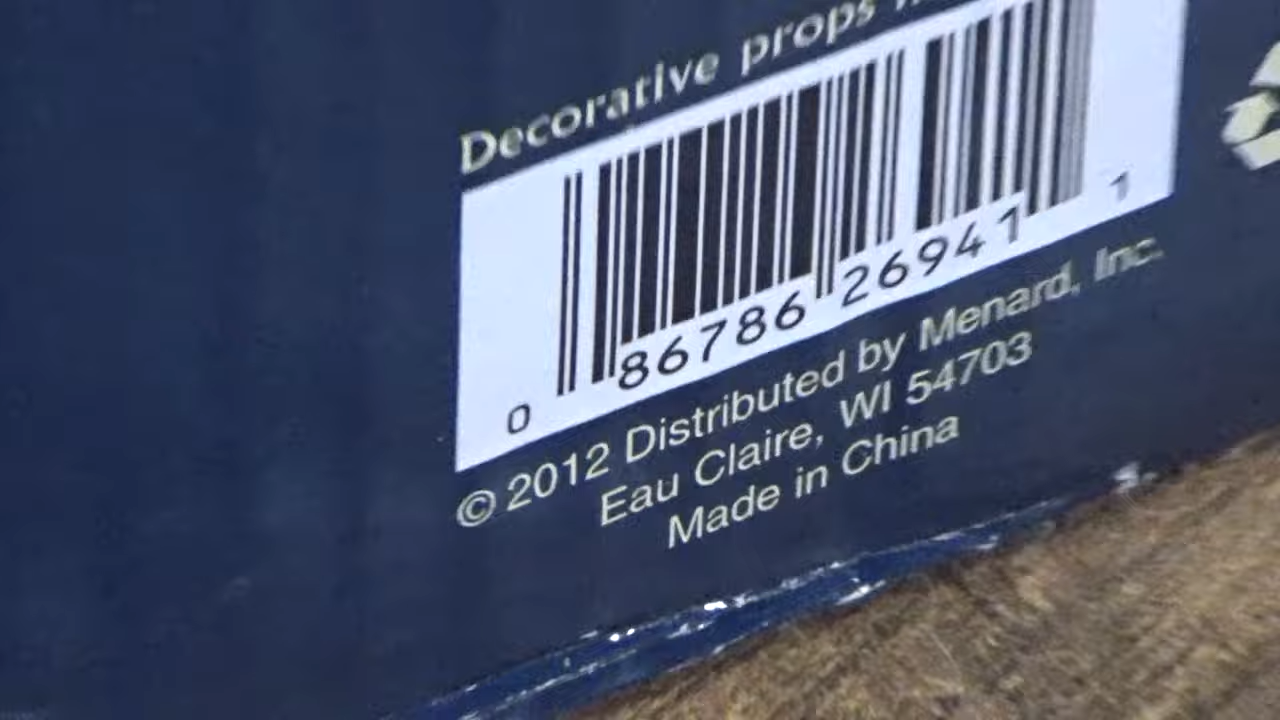 Decorative props
0 86786 26941 1
© 2012 Distributed by Menard, Inc.
Eau Claire, WI 54703
Made in China